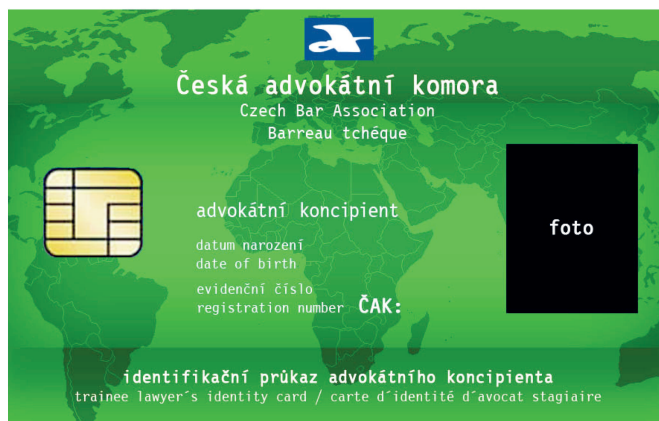 Česká advokátní komora
Czech Bar Association
Barreau tchéque
advokátní koncipient
foto
datum narození
date of birth
evidenční číslo
registration number ČAK:
identifikační průkaz advokátního koncipienta
trainee lawyer´s identity card / carte d´identité d´avocat stagiaire